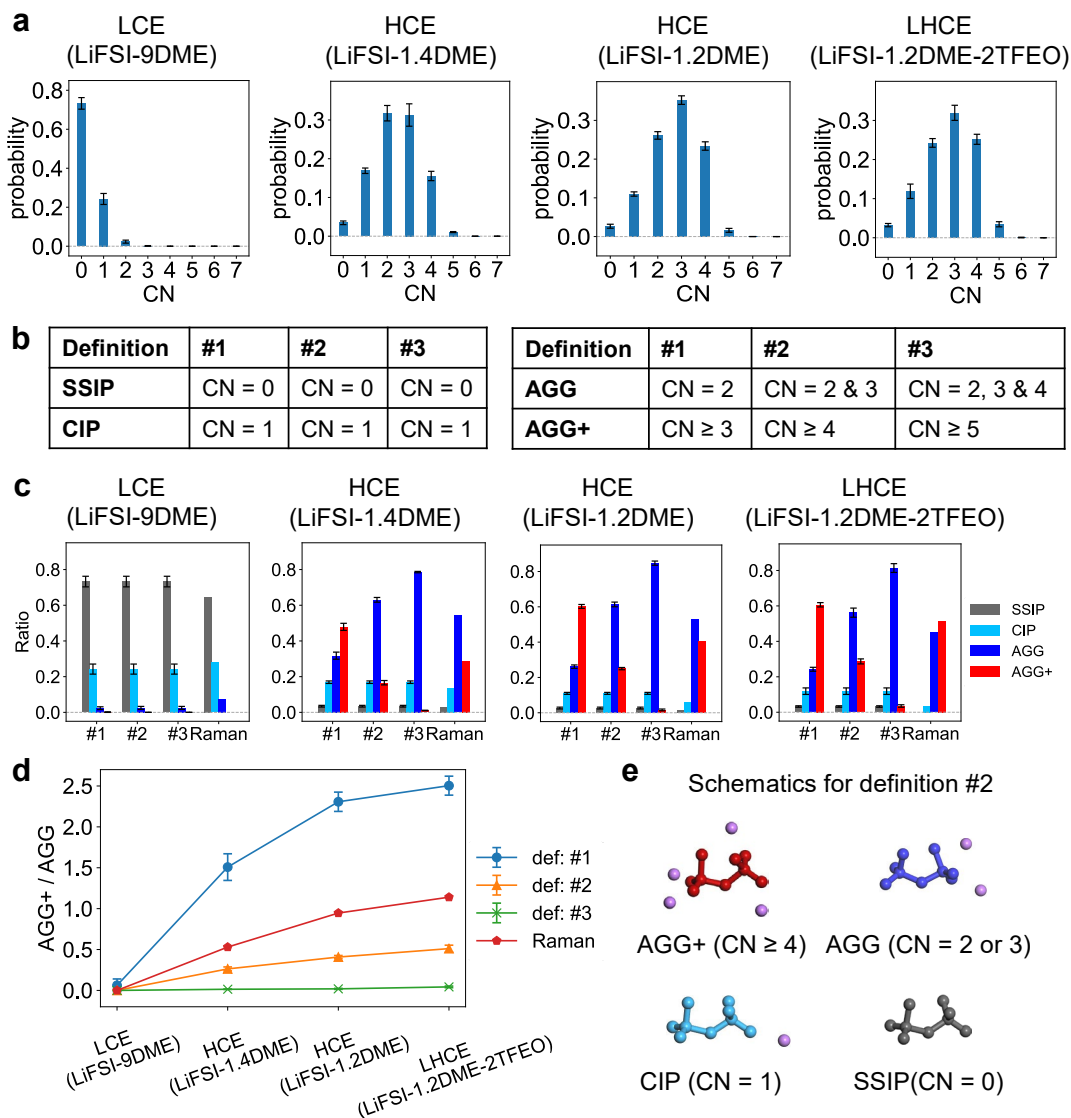 a
LCE
(LiFSI-9DME)
HCE
(LiFSI-1.4DME)
HCE
(LiFSI-1.2DME)
LHCE
(LiFSI-1.2DME-2TFEO)
probability
0.8
0.6
0.4
0.2
0.0
0 1 2 3 4 5 6 7
CN
probability
0.3
0.2
0.1
0.0
0 1 2 3 4 5 6 7
CN
probability
0.3
0.2
0.1
0.0
0 1 2 3 4 5 6 7
CN
probability
0.3
0.2
0.1
0.0
0 1 2 3 4 5 6 7
CN
b
Definition #1 #2 #3
SSIP CN = 0 CN = 0 CN = 0
CIP CN = 1 CN = 1 CN = 1
Definition #1 #2 #3
AGG CN = 2 CN = 2 & 3 CN = 2, 3 & 4
AGG+ CN ≥ 3 CN ≥ 4 CN ≥ 5
c
LCE
(LiFSI-9DME)
HCE
(LiFSI-1.4DME)
HCE
(LiFSI-1.2DME)
LHCE
(LiFSI-1.2DME-2TFEO)
Ratio
0.8
0.6
0.4
0.2
0.0
#1 #2 #3 Raman
0.8
0.6
0.4
0.2
0.0
#1 #2 #3 Raman
0.8
0.6
0.4
0.2
0.0
#1 #2 #3 Raman
0.8
0.6
0.4
0.2
0.0
#1 #2 #3 Raman
SSIP
CIP
AGG
AGG+
d
AGG+ / AGG
2.5
2.0
1.5
1.0
0.5
0.0
LCE
(LiFSI-9DME)
HCE
(LiFSI-1.4DME)
HCE
(LiFSI-1.2DME)
LHCE
(LiFSI-1.2DME-2TFEO)
def: #1
def: #2
def: #3
Raman
e
Schematics for definition #2
AGG+ (CN ≥ 4)
AGG (CN = 2 or 3)
CIP (CN = 1)
SSIP(CN = 0)